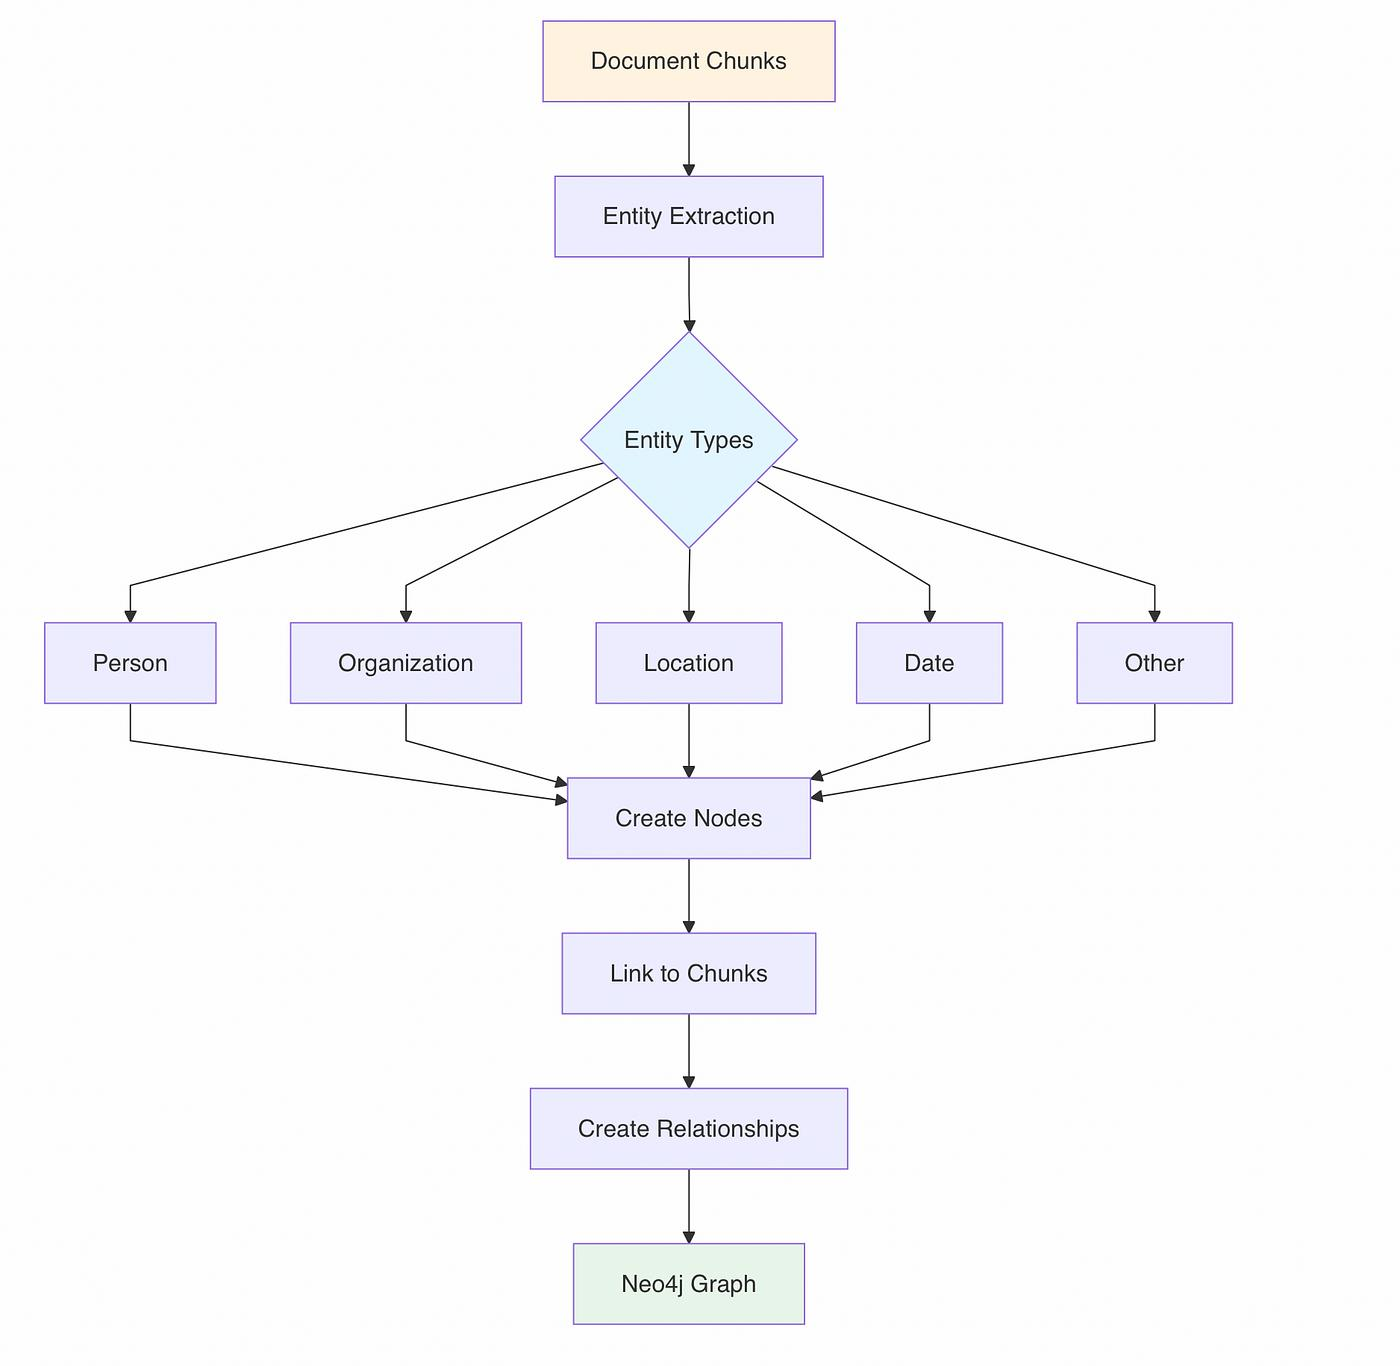 Document Chunks
Entity Extraction
Entity Types
Person
Organization
Location
Date
Other
Create Nodes
Link to Chunks
Create Relationships
Neo4j Graph